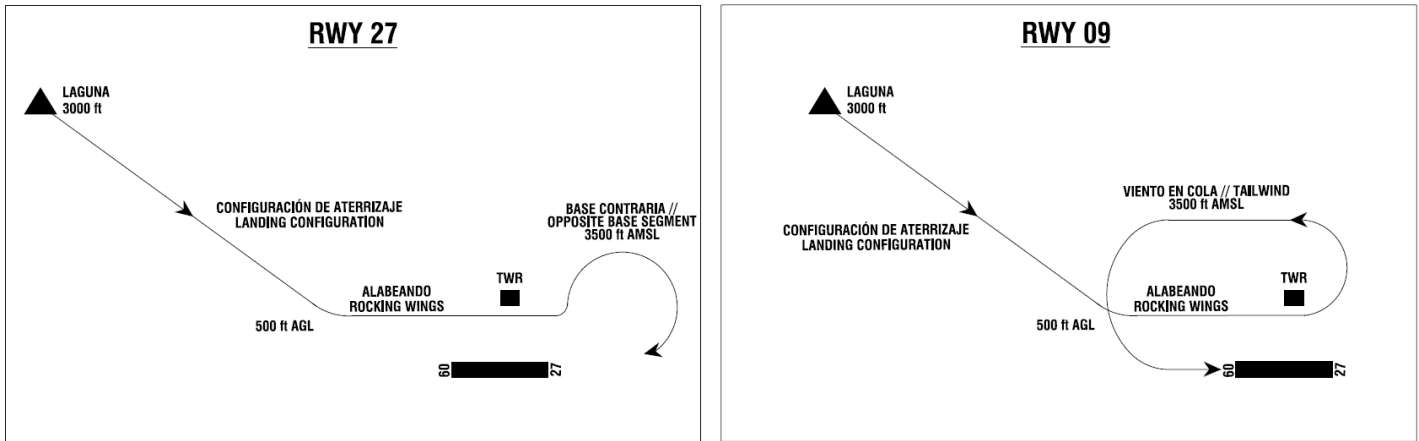 RWY 27
LAGUNA
3000 ft
CONFIGURACIÓN DE ATERRIZAJE
LANDING CONFIGURATION
BASE CONTRARIA //
OPPOSITE BASE SEGMENT
3500 ft AMSL
TWR
ALABEANDO
ROCKING WINGS
500 ft AGL
09
27
RWY 09
LAGUNA
3000 ft
VIENTO EN COLA // TAILWIND
3500 ft AMSL
CONFIGURACIÓN DE ATERRIZAJE
LANDING CONFIGURATION
ALABEANDO
ROCKING WINGS
TWR
500 ft AGL
09
27